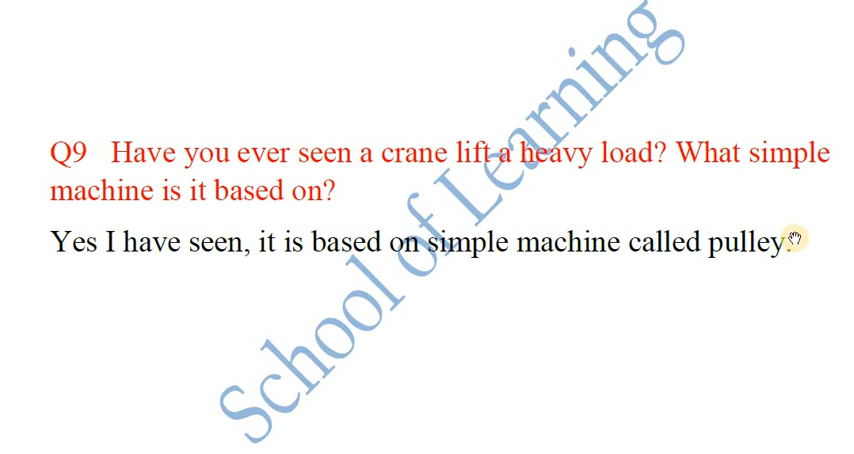 Q9 Have you ever seen a crane lift a heavy load? What simple
machine is it based on?
Yes I have seen, it is based on simple machine called pulley.
School of Learning